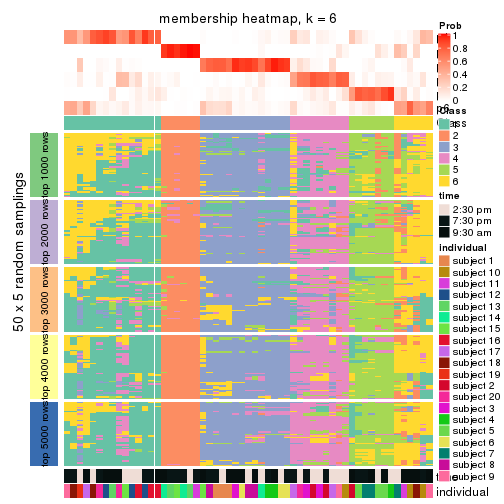 membership heatmap, k = 6
50 x 5 random samplings
top 1000 rows
top 2000 rows
top 3000 rows
top 4000 rows
top 5000 rows
Prob
1
0.8
0.6
0.4
0.2
0
Class
1
2
3
4
5
6
time
2:30 pm
7:30 pm
9:30 am
individual
subject 1
subject 10
subject 11
subject 12
subject 13
subject 14
subject 15
subject 16
subject 17
subject 18
subject 19
subject 2
subject 20
subject 3
subject 4
subject 5
subject 6
subject 7
subject 8
subject 9
individual